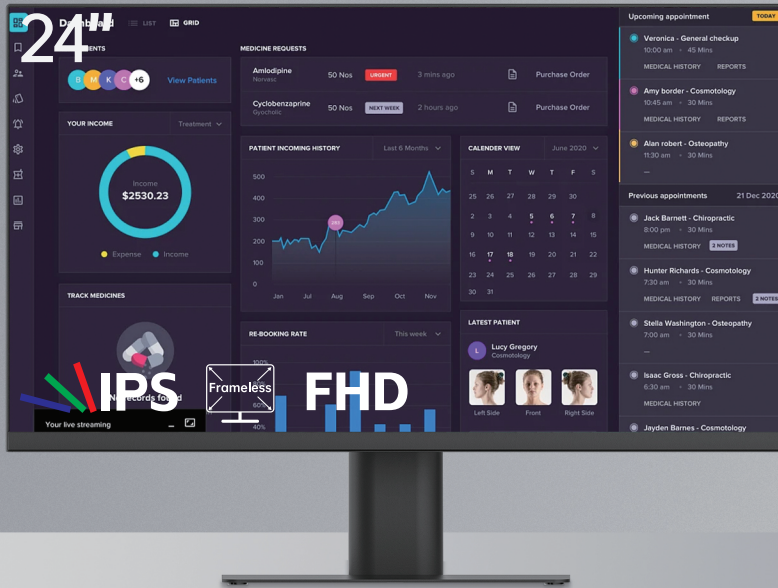 24"
Dashboard
LIST
GRID
B
M
K
C
+6
View Patients
YOUR INCOME
Treatment
Income
$2530.23
Expense
Income
TRACK MEDICINES
No records found
Your live streaming
MEDICINE REQUESTS
Amlodipine
Norvasc
50 Nos
URGENT
3 mins ago
Purchase Order
Cyclobenzaprine
Gyocholic
50 Nos
NEXT WEEK
2 hours ago
Purchase Order
PATIENT INCOMING HISTORY
Last 6 Months
500
400
300
200
100
0
Jan Jul Aug Sep Oct Nov
CALENDER VIEW
June 2020
S M T W T F S
25 26 27 28 29 30
2 3 4 5 6 7 8
9 10 11 12 13 14 15
16 17 18 19 20 21 22
23 24 25 26 27 28 29
30 31
RE-BOOKING RATE
This week
100%
60%
40%
LATEST PATIENT
L
Lucy Gregory
Cosmotology
Left Side
Front
Right Side
Upcoming appointment
TODAY
Veronica - General checkup
10:00 am • 45 Mins
MEDICAL HISTORY REPORTS
Amy border - Cosmotology
10:45 am • 30 Mins
MEDICAL HISTORY REPORTS
Alan robert - Osteopathy
11:30 am • 30 Mins
Previous appointments
21 Dec 2020
Jack Barnett - Chiropractic
8:00 pm • 30 Mins
MEDICAL HISTORY 2 NOTES
Hunter Richards - Cosmotology
7:30 am • 30 Mins
MEDICAL HISTORY REPORTS 2 NOTES
Stella Washington - Osteopathy
7:00 am • 30 Mins
Isaac Gross - Chiropractic
6:30 am • 30 Mins
MEDICAL HISTORY
Jayden Barnes - Cosmotology
IPS
Frameless
FHD